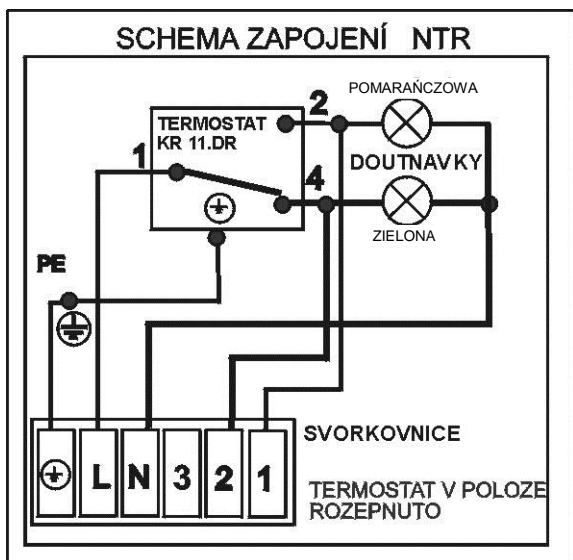 SCHEMA ZAPOJENÍ NTR
POMARAŃCZOWA
TERMOSTAT
KR 11.DR
2
1
DOUTNAVKY
4
ZIELONA
PE
L N 3 2 1
SVORKOVNICE
TERMOSTAT V POLOZE
ROZEPNUTO